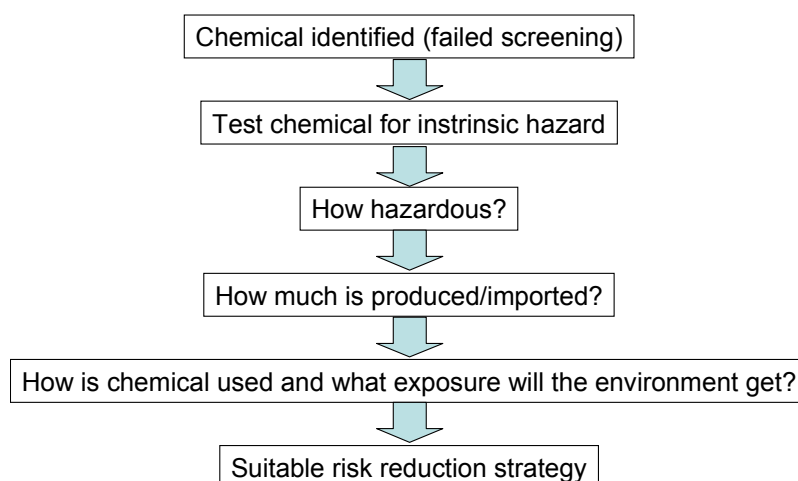 Chemical identified (failed screening)
Test chemical for instrinsic hazard
How hazardous?
How much is produced/imported?
How is chemical used and what exposure will the environment get?
Suitable risk reduction strategy